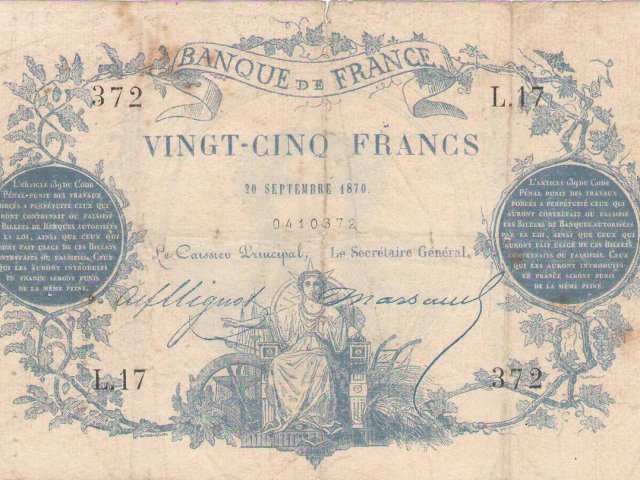 BANQUE DE FRANCE.
372
L.17
VINGT-CINQ FRANCS
20 SEPTEMBRE 1870.
0410372
Le Caissier Principal,
Le Secrétaire Général,
L'ARTICLE 139 DU CODE
PÉNAL PUNIT DES TRAVAUX
FORCÉS A PERPÉTUITÉ CEUX QUI
AURONT CONTREFAIT OU FALSIFIÉ
LES BILLETS DE BANQUE AUTORISÉES
PAR LA LOI, AINSI QUE CEUX QUI
AURONT FAIT USAGE DE CES BILLETS
CONTREFAITS OU FALSIFIÉS. CEUX
QUI LES AURONT INTRODUITS
EN FRANCE SERONT PUNIS
DE LA MÊME PEINE.
L'ARTICLE 139 DU CODE
PÉNAL PUNIT DES TRAVAUX
FORCÉS A PERPÉTUITÉ CEUX QUI
AURONT CONTREFAIT OU FALSIFIÉ
LES BILLETS DE BANQUE AUTORISÉES
PAR LA LOI, AINSI QUE CEUX QUI
AURONT FAIT USAGE DE CES BILLETS
CONTREFAITS OU FALSIFIÉS. CEUX
QUI LES AURONT INTRODUITS
EN FRANCE SERONT PUNIS
DE LA MÊME PEINE.
L.17
372